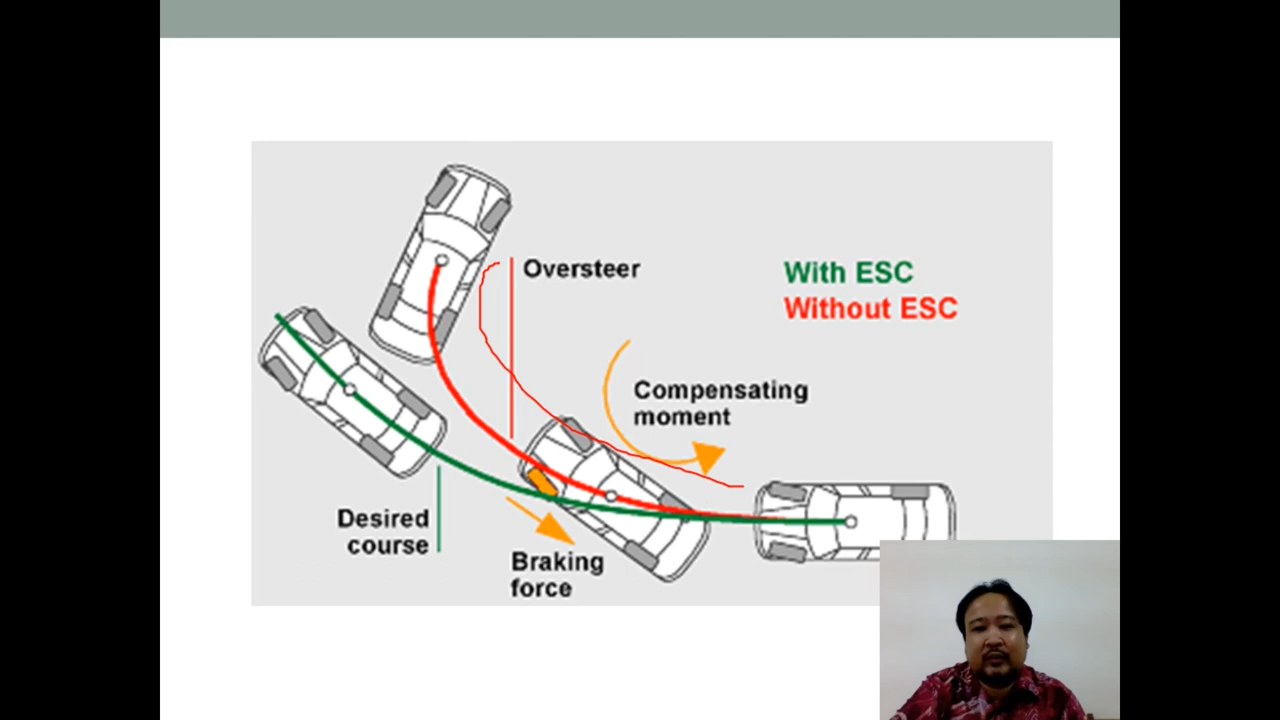 Oversteer
With ESC
Without ESC
Compensating
moment
Desired
course
Braking
force